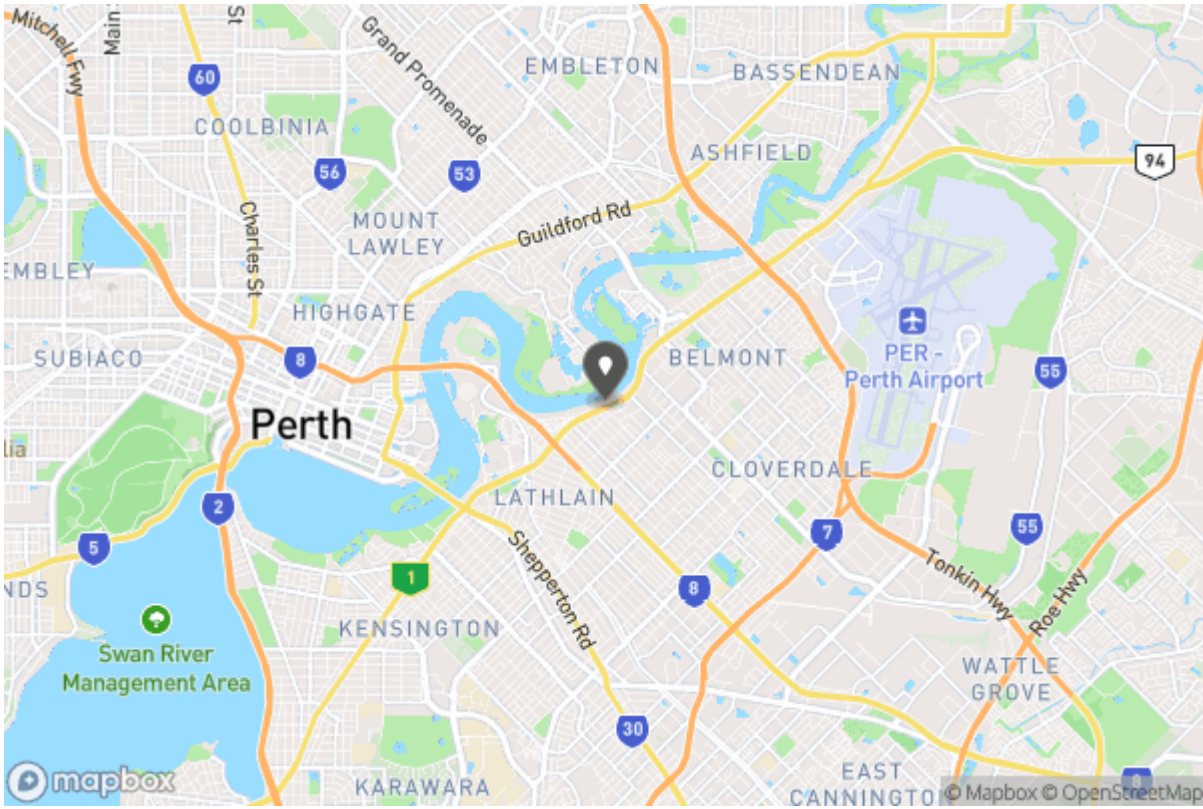 Mitchell Fwy
Main
St
60
Grand Promenade
EMBLETON
BASSENDEAN
COOLBINIA
56
53
ASHFIELD
94
Charles St
MOUNT
LAWLEY
Guildford Rd
EMBLEY
HIGHGATE
SUBIACO
8
BELMONT
PER -
Perth Airport
55
Perth
lia
CLOVERDALE
LATHLAIN
2
5
55
7
Shepperton Rd
1
8
Tonkin Hwy
Roe Hwy
NDS
KENSINGTON
Swan River
Management Area
WATTLE
GROVE
30
mapbox
KARAWARA
EAST
CANNINGTON
8
© Mapbox © OpenStreetMap